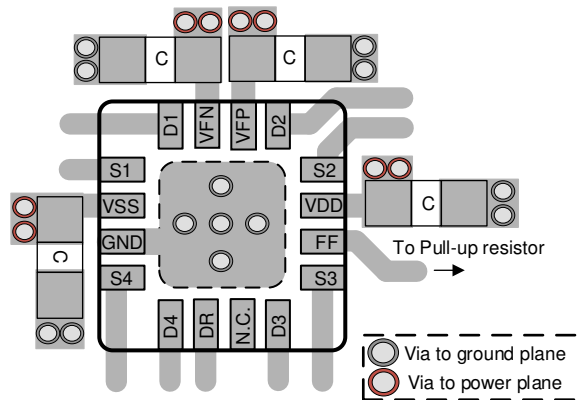 C
C
D1
VFN
VFP
D2
S1
S2
VSS
VDD
C
C
GND
FF
To Pull-up resistor
S4
S3
D4
DR
N.C.
D3
Via to ground plane
Via to power plane